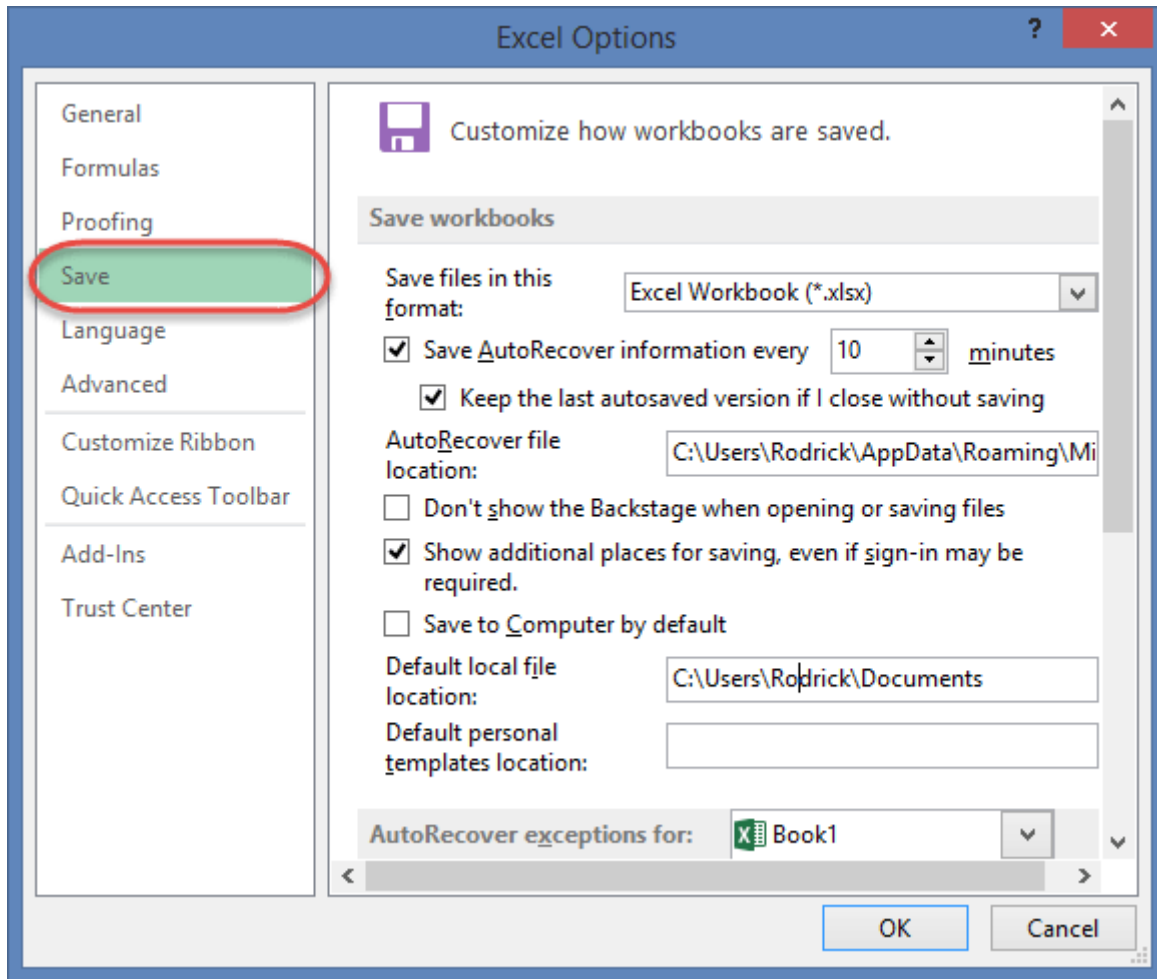 Excel Options
?
General
Formulas
Proofing
Save
Language
Advanced
Customize Ribbon
Quick Access Toolbar
Add-Ins
Trust Center
Customize how workbooks are saved.
Save workbooks
Save files in this
format:
Excel Workbook (*.xlsx)
Save AutoRecover information every 10 minutes
Keep the last autosaved version if I close without saving
AutoRecover file
location:
C:\Users\Rodrick\AppData\Roaming\Mi
Don't show the Backstage when opening or saving files
Show additional places for saving, even if sign-in may be
required.
Save to Computer by default
Default local file
location:
C:\Users\Rodrick\Documents
Default personal
templates location:
AutoRecover exceptions for: Book1
OK Cancel